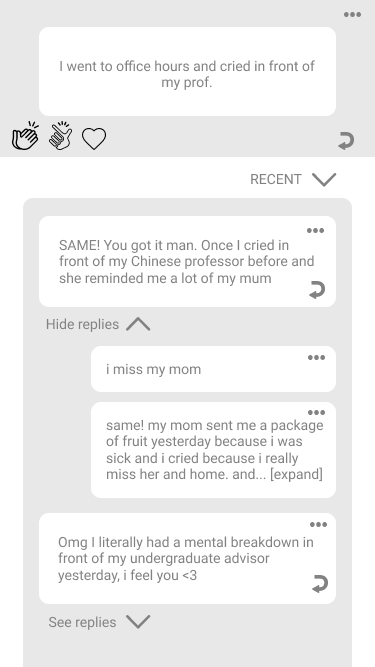 I went to office hours and cried in front of
my prof.
RECENT
SAME! You got it man. Once I cried in
front of my Chinese professor before and
she reminded me a lot of my mum
Hide replies
i miss my mom
same! my mom sent me a package
of fruit yesterday because i was
sick and i cried because i really
miss her and home. and... [expand]
Omg I literally had a mental breakdown in
front of my undergraduate advisor
yesterday, i feel you <3
See replies